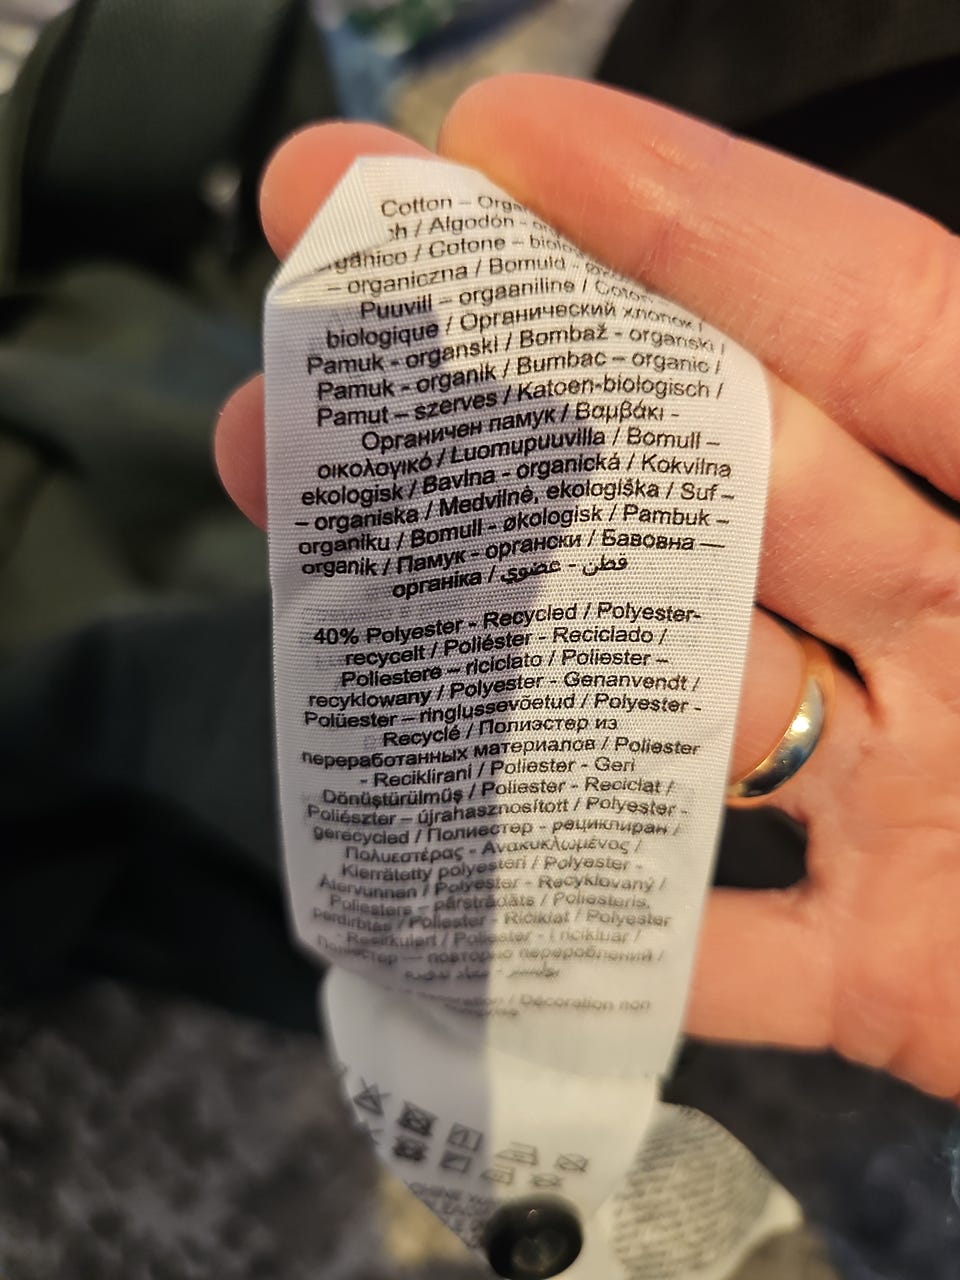 Cotton –
/ Algodón -
/ Cotone –
– organiczna / Bomuld -
Puuvill – orgaaniline /
biologique / Органический хлопок /
Pamuk - organski / Bombaž - organski /
Pamuk - organik / Bumbac – organic /
Pamut – szerves / Katoen-biologisch /
Органичен памук / Βαμβάκι -
οικολογικό / Luomupuuvilla / Bomull –
ekologisk / Bavlna - organická / Kokvilna
– organiska / Medvilnė, ekologiška / Suf –
organiku / Bomull - økologisk / Pambuk –
organik / Памук - органски / Бавовна —
органіка / قطن - عضوي
40% Polyester - Recycled / Polyester-
recycelt / Poliéster - Reciclado /
Poliestere – riciclato / Poliester –
recyklowany / Polyester - Genanvendt /
Polüester – ringlussevõetud / Polyester -
Recyclé / Полиэстер из
переработанных материалов / Poliester
- Reciklirani / Poliester - Geri
Dönüştürülmüş / Poliester - Reciclat /
Poliészter – újrahasznosított / Polyester -
gerecycled / Полиестер - рециклиран /
Πολυεστέρας - Ανακυκλωμένος /
Kierrätetty polyesteri / Polyester -
Återvunnen / Polyester - Recyklovaný /
Poliesters – pārstrādāts / Poliesteris,
perdirbtas / Poliester - Riciklat / Polyester
Resirkulert / Poliester - i ricikluar /
— повторно перероблений /
/ Décoration non